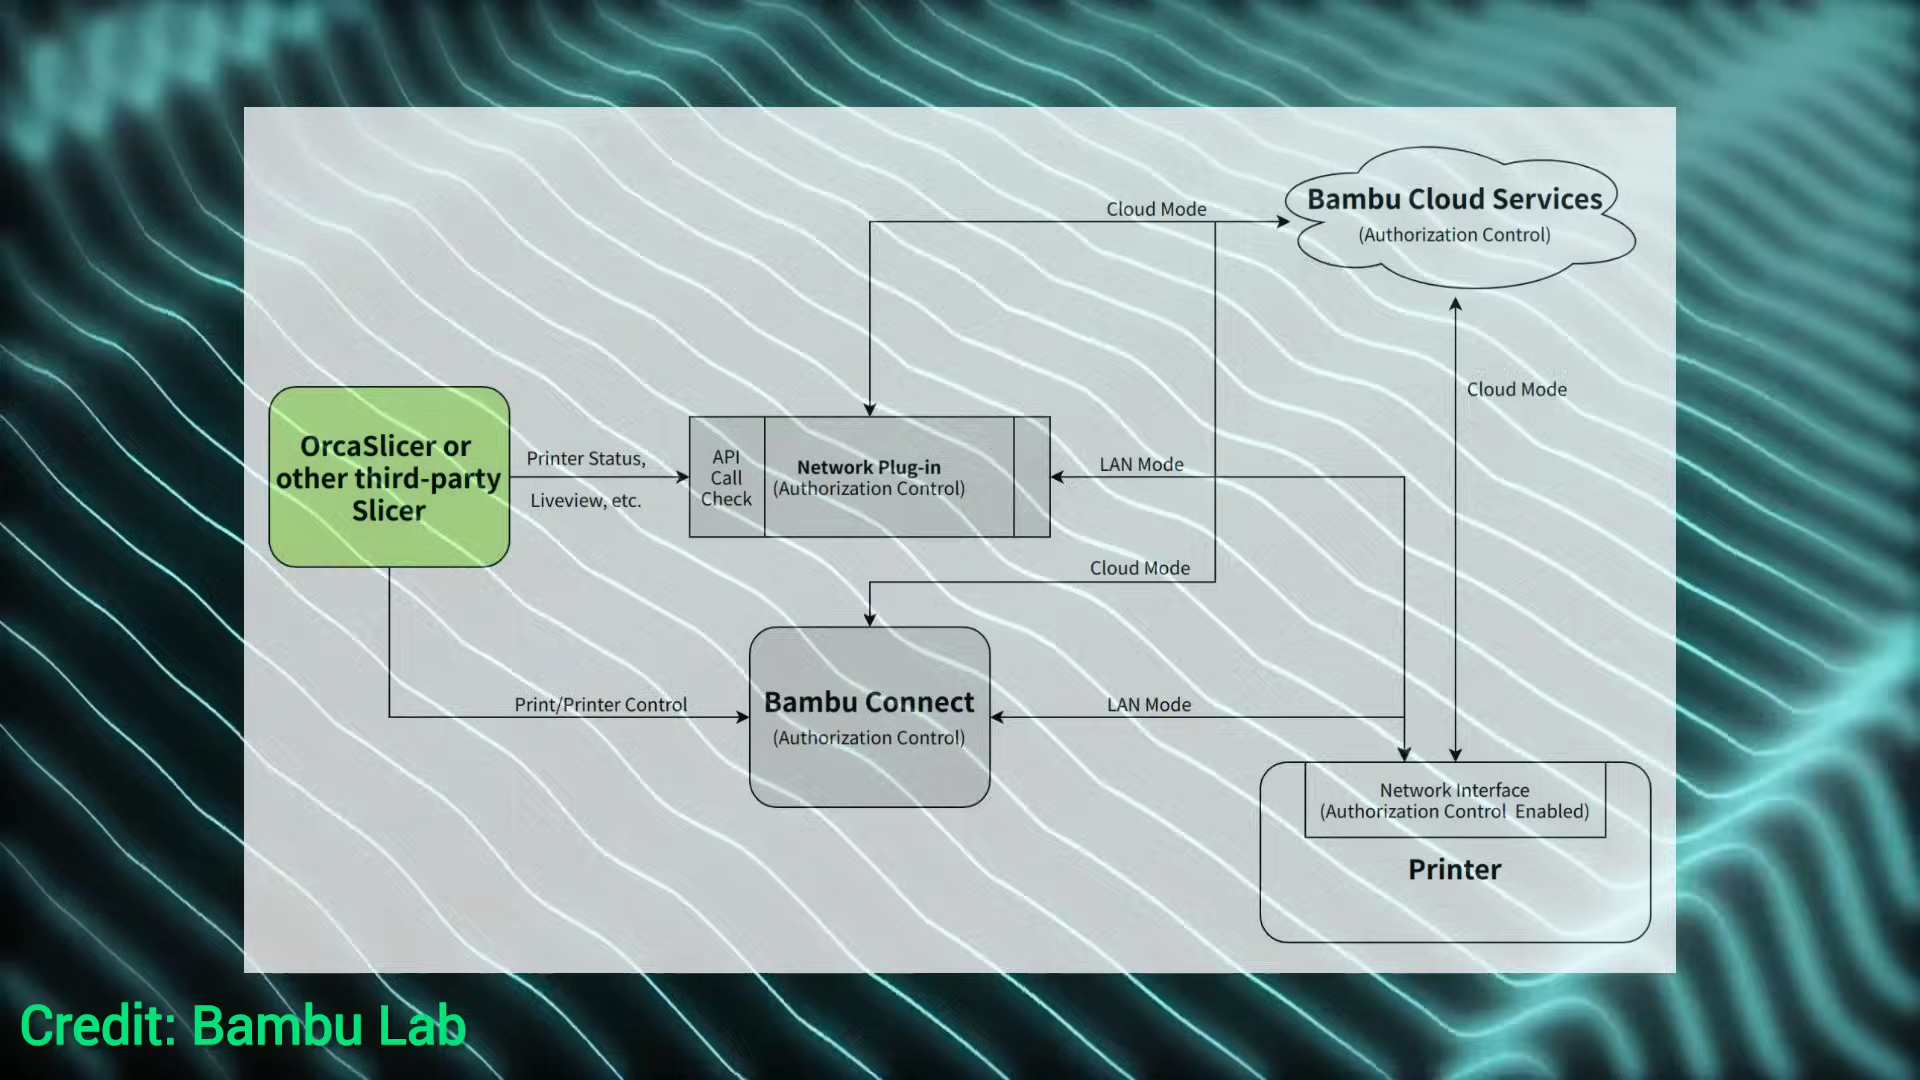 Bambu Cloud Services
(Authorization Control)
Cloud Mode
Cloud Mode
OrcaSlicer or
other third-party
Slicer
Printer Status,
Liveview, etc.
API
Call
Check
Network Plug-in
(Authorization Control)
LAN Mode
Cloud Mode
Print/Printer Control
Bambu Connect
(Authorization Control)
LAN Mode
Network Interface
(Authorization Control Enabled)
Printer
Credit: Bambu Lab